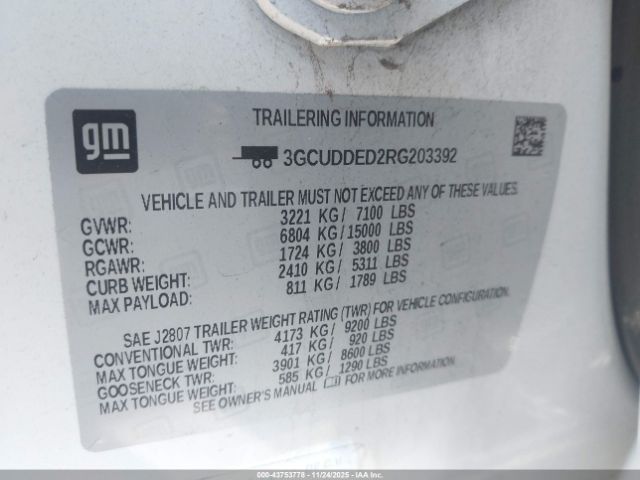 gm
TRAILERING INFORMATION
3GCUDDED2RG203392
VEHICLE AND TRAILER MUST NOT EXCEED ANY OF THESE VALUES.
GVWR: 3221 KG / 7100 LBS
GCWR: 6804 KG / 15000 LBS
RGAWR: 1724 KG / 3800 LBS
CURB WEIGHT: 2410 KG / 5311 LBS
MAX PAYLOAD: 811 KG / 1789 LBS
SAE J2807 TRAILER WEIGHT RATING (TWR) FOR VEHICLE CONFIGURATION.
CONVENTIONAL TWR: 4173 KG / 9200 LBS
MAX TONGUE WEIGHT: 417 KG / 920 LBS
GOOSENECK TWR: 3901 KG / 8600 LBS
MAX TONGUE WEIGHT: 585 KG / 1290 LBS
SEE OWNER'S MANUAL FOR MORE INFORMATION.
000-43753778 - 11/24/2025 - IAAI.COM